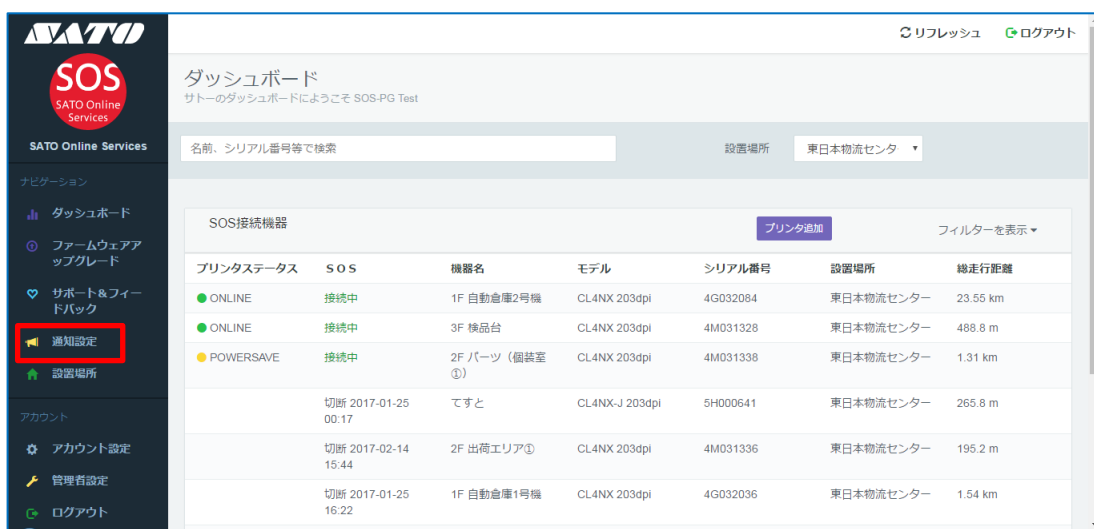 SATO
リフレッシュ ログアウト
SOS
SATO Online
Services
SATO Online Services
ナビゲーション
ダッシュボード
ファームウェアア
ップグレード
サポート&フィー
ドバック
通知設定
設置場所
アカウント
アカウント設定
管理者設定
ログアウト
ダッシュボード
サトーのダッシュボードにようこそ SOS-PG Test
名前、シリアル番号等で検索 設置場所 東日本物流センタ
SOS接続機器 プリンタ追加 フィルターを表示
プリンタステータス SOS 機器名 モデル シリアル番号 設置場所 総走行距離
ONLINE 接続中 1F 自動倉庫2号機 CL4NX 203dpi 4G032084 東日本物流センター 23.55 km
ONLINE 接続中 3F 検品台 CL4NX 203dpi 4M031328 東日本物流センター 488.8 m
POWERSAVE 接続中 2F パーツ（個装室 CL4NX 203dpi 4M031338 東日本物流センター 1.31 km
①）
切断 2017-01-25 てすと CL4NX-J 203dpi 5H000641 東日本物流センター 265.8 m
00:17
切断 2017-02-14 2F 出荷エリア① CL4NX 203dpi 4M031336 東日本物流センター 195.2 m
15:44
切断 2017-01-25 1F 自動倉庫1号機 CL4NX 203dpi 4G032036 東日本物流センター 1.54 km
16:22